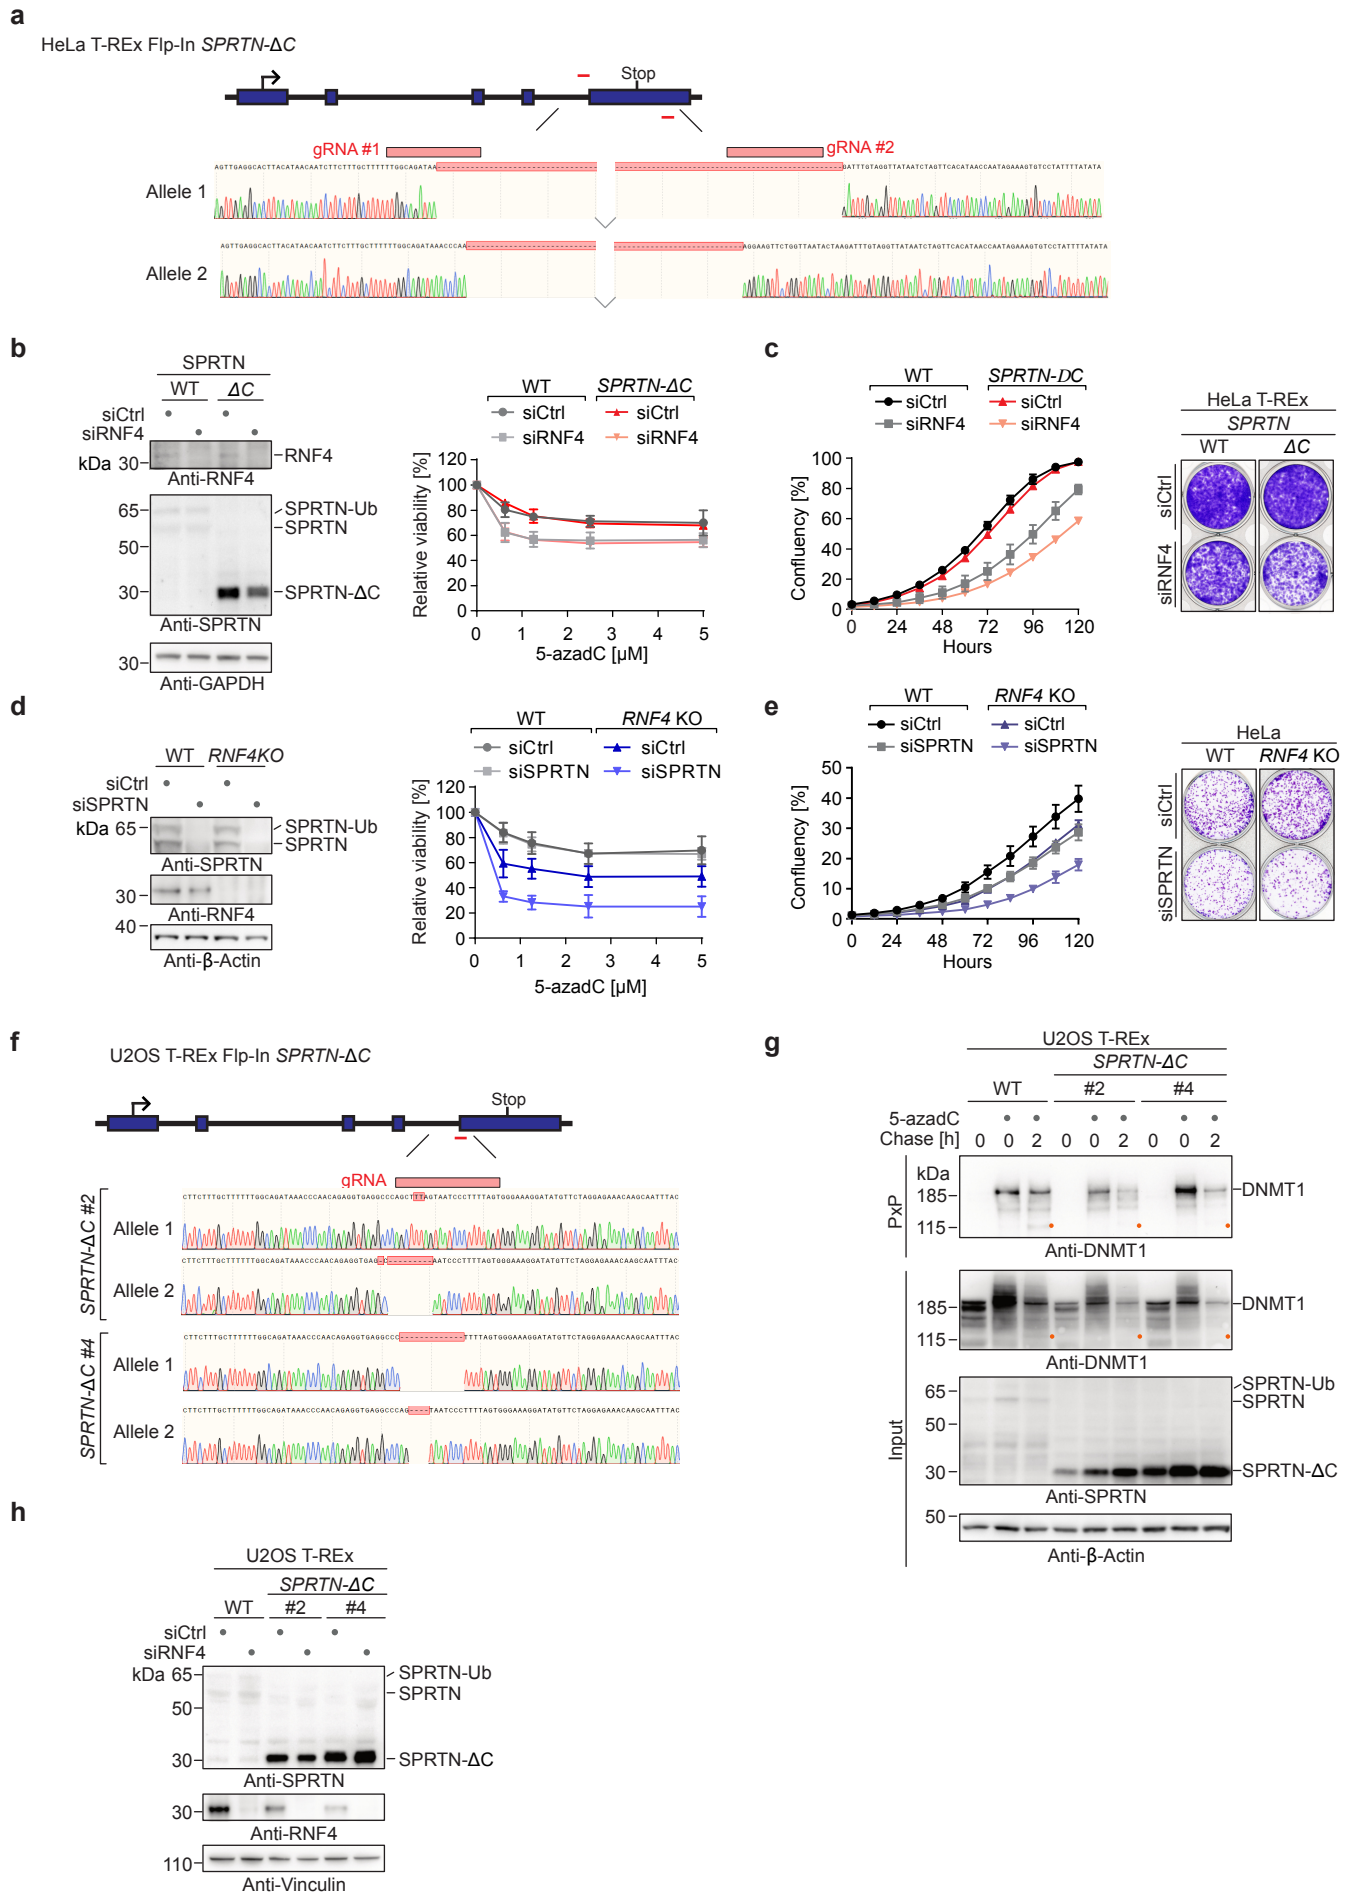 a
HeLa T-REx Flp-In SPRTN-ΔC
Stop
gRNA #1
gRNA #2
AGTTGAGGCACTTACATAACAATCTTCTTTGCTTTTTTGGCAGATAA
GATTTGTAGGTTATAATCTAGTTCACATAACCAATAGAAAGTGTCCTATTTTATATA
Allele 1
AGTTGAGGCACTTACATAACAATCTTCTTTGCTTTTTTGGCAGATAAACCCAA
AGGAAGTTCTGGTTAATACTAAGATTTGTAGGTTATAATCTAGTTCACATAACCAATAGAAAGTGTCCTATTTTATATA
Allele 2
b
SPRTN
WT ΔC
siCtrl
siRNF4
kDa 30
RNF4
Anti-RNF4
65
SPRTN-Ub
SPRTN
50
30
SPRTN-ΔC
Anti-SPRTN
30
Anti-GAPDH
WT SPRTN-ΔC
siCtrl siCtrl
siRNF4 siRNF4
Relative viability [%]
120
100
80
60
40
20
0
0 1 2 3 4 5
5-azadC [µM]
c
WT SPRTN-DC
siCtrl siCtrl
siRNF4 siRNF4
Confluency [%]
100
80
60
40
20
0
0 24 48 72 96 120
Hours
HeLa T-REx
SPRTN
WT ΔC
siCtrl
siRNF4
d
WT RNF4KO
siCtrl
siSPRTN
kDa 65
SPRTN-Ub
SPRTN
Anti-SPRTN
30
Anti-RNF4
40
Anti-β-Actin
WT RNF4 KO
siCtrl siCtrl
siSPRTN siSPRTN
Relative viability [%]
120
100
80
60
40
20
0
0 1 2 3 4 5
5-azadC [µM]
e
WT RNF4 KO
siCtrl siCtrl
siSPRTN siSPRTN
Confluency [%]
50
40
30
20
10
0
0 24 48 72 96 120
Hours
HeLa
WT RNF4 KO
siCtrl
siSPRTN
f
U2OS T-REx Flp-In SPRTN-ΔC
Stop
gRNA
SPRTN-ΔC #2
CTTCTTTGCTTTTTTGGCAGATAAACCCAACAGAGGTGAGGCCCAGCTTTAGTAATCCCTTTTAGTGGGAAAGGATATGTTCTAGGAGAAACAAGCAATTTAC
Allele 1
CTTCTTTGCTTTTTTGGCAGATAAACCCAACAGAGGTGAG-C---------AATCCCTTTTAGTGGGAAAGGATATGTTCTAGGAGAAACAAGCAATTTAC
Allele 2
SPRTN-ΔC #4
CTTCTTTGCTTTTTTGGCAGATAAACCCAACAGAGGTGAGGCCC-------------TTTTAGTGGGAAAGGATATGTTCTAGGAGAAACAAGCAATTTAC
Allele 1
CTTCTTTGCTTTTTTGGCAGATAAACCCAACAGAGGTGAGGCCCAG----TAATCCCTTTTAGTGGGAAAGGATATGTTCTAGGAGAAACAAGCAATTTAC
Allele 2
g
U2OS T-REx
SPRTN-ΔC
WT #2 #4
5-azadC
Chase [h] 0 0 2 0 0 2 0 0 2
PxP
kDa
185
DNMT1
115
Anti-DNMT1
Input
185
DNMT1
115
Anti-DNMT1
65
SPRTN-Ub
SPRTN
50
30
SPRTN-ΔC
Anti-SPRTN
50
Anti-β-Actin
h
U2OS T-REx
SPRTN-ΔC
WT #2 #4
siCtrl
siRNF4
kDa 65
SPRTN-Ub
SPRTN
50
30
SPRTN-ΔC
Anti-SPRTN
30
Anti-RNF4
110
Anti-Vinculin